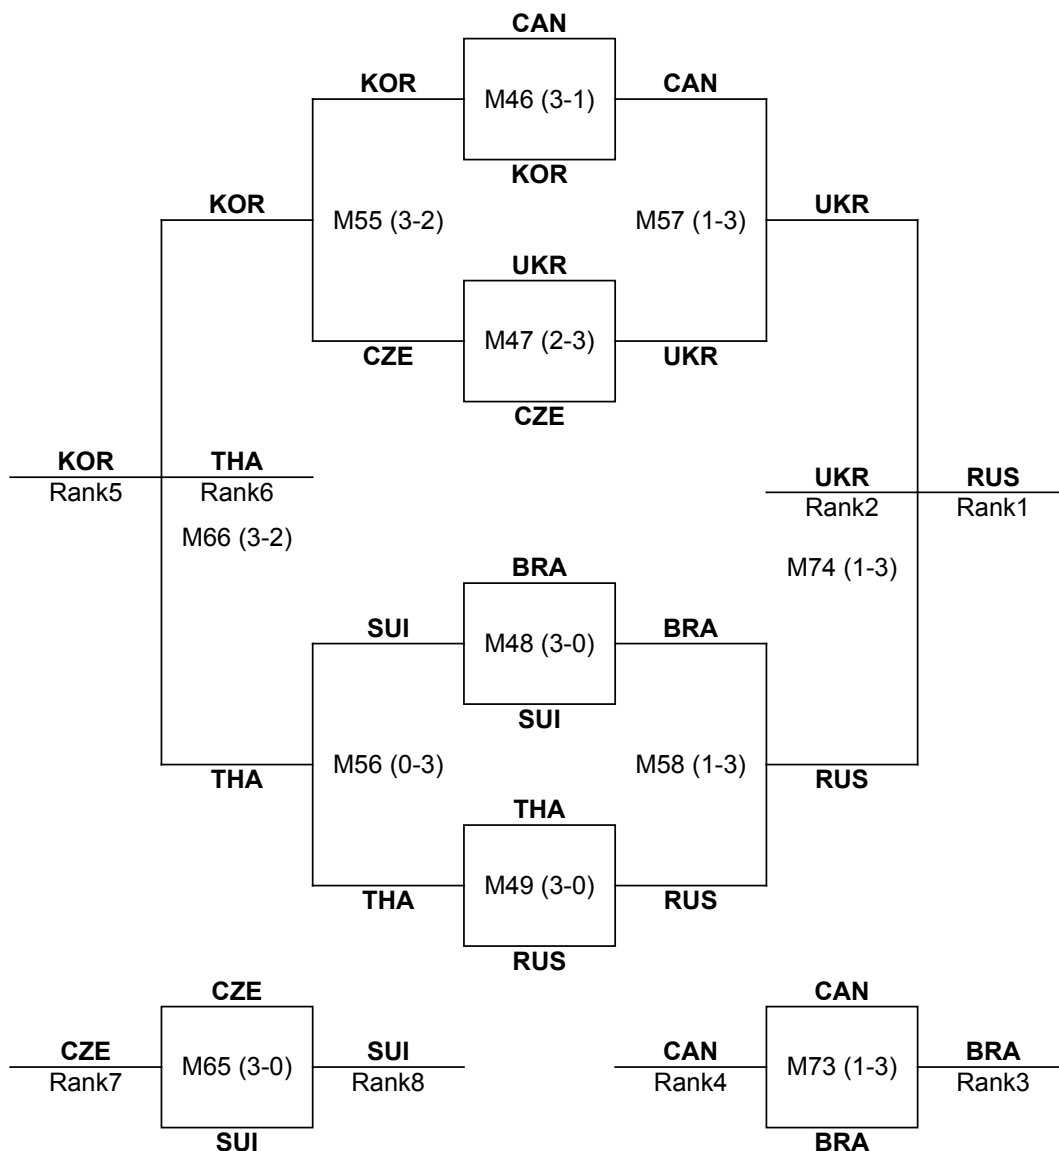 CAN
KOR M46 (3-1) CAN
KOR
KOR M55 (3-2) M57 (1-3) UKR
UKR
CZE M47 (2-3) UKR
CZE
KOR THA UKR RUS
Rank5 Rank6 Rank2 Rank1
M66 (3-2)
BRA M74 (1-3)
SUI M48 (3-0) BRA
SUI
THA M56 (0-3) M58 (1-3) RUS
THA
THA M49 (3-0) RUS
RUS
CZE CAN
CZE M65 (3-0) SUI CAN M73 (1-3) BRA
Rank7 Rank8 Rank4 Rank3
SUI BRA